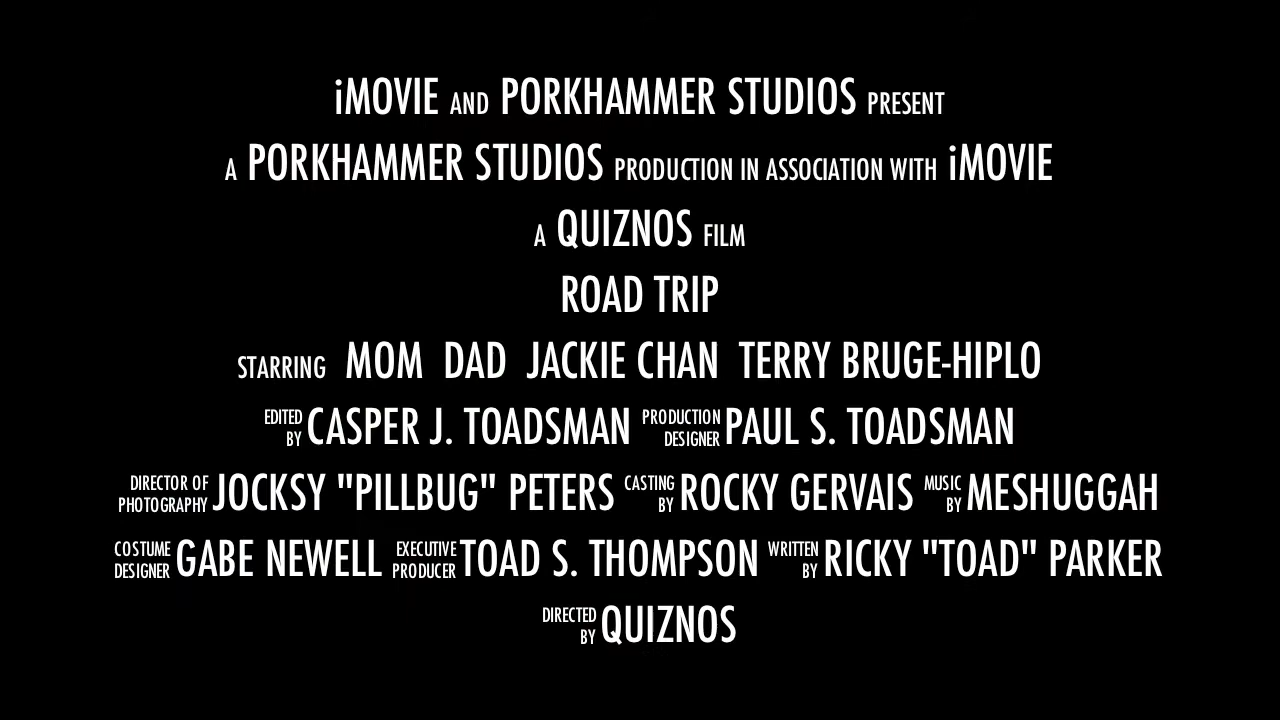 iMOVIE AND PORKHAMMER STUDIOS PRESENT
A PORKHAMMER STUDIOS PRODUCTION IN ASSOCIATION WITH iMOVIE
A QUIZNOS FILM
ROAD TRIP
STARRING MOM DAD JACKIE CHAN TERRY BRUGE-HIPLO
EDITED BY CASPER J. TOADSMAN PRODUCTION DESIGNER PAUL S. TOADSMAN
DIRECTOR OF PHOTOGRAPHY JOCKSY "PILLBUG" PETERS CASTING BY ROCKY GERVAIS MUSIC BY MESHUGGAH
COSTUME DESIGNER GABE NEWELL EXECUTIVE PRODUCER TOAD S. THOMPSON WRITTEN BY RICKY "TOAD" PARKER
DIRECTED BY QUIZNOS